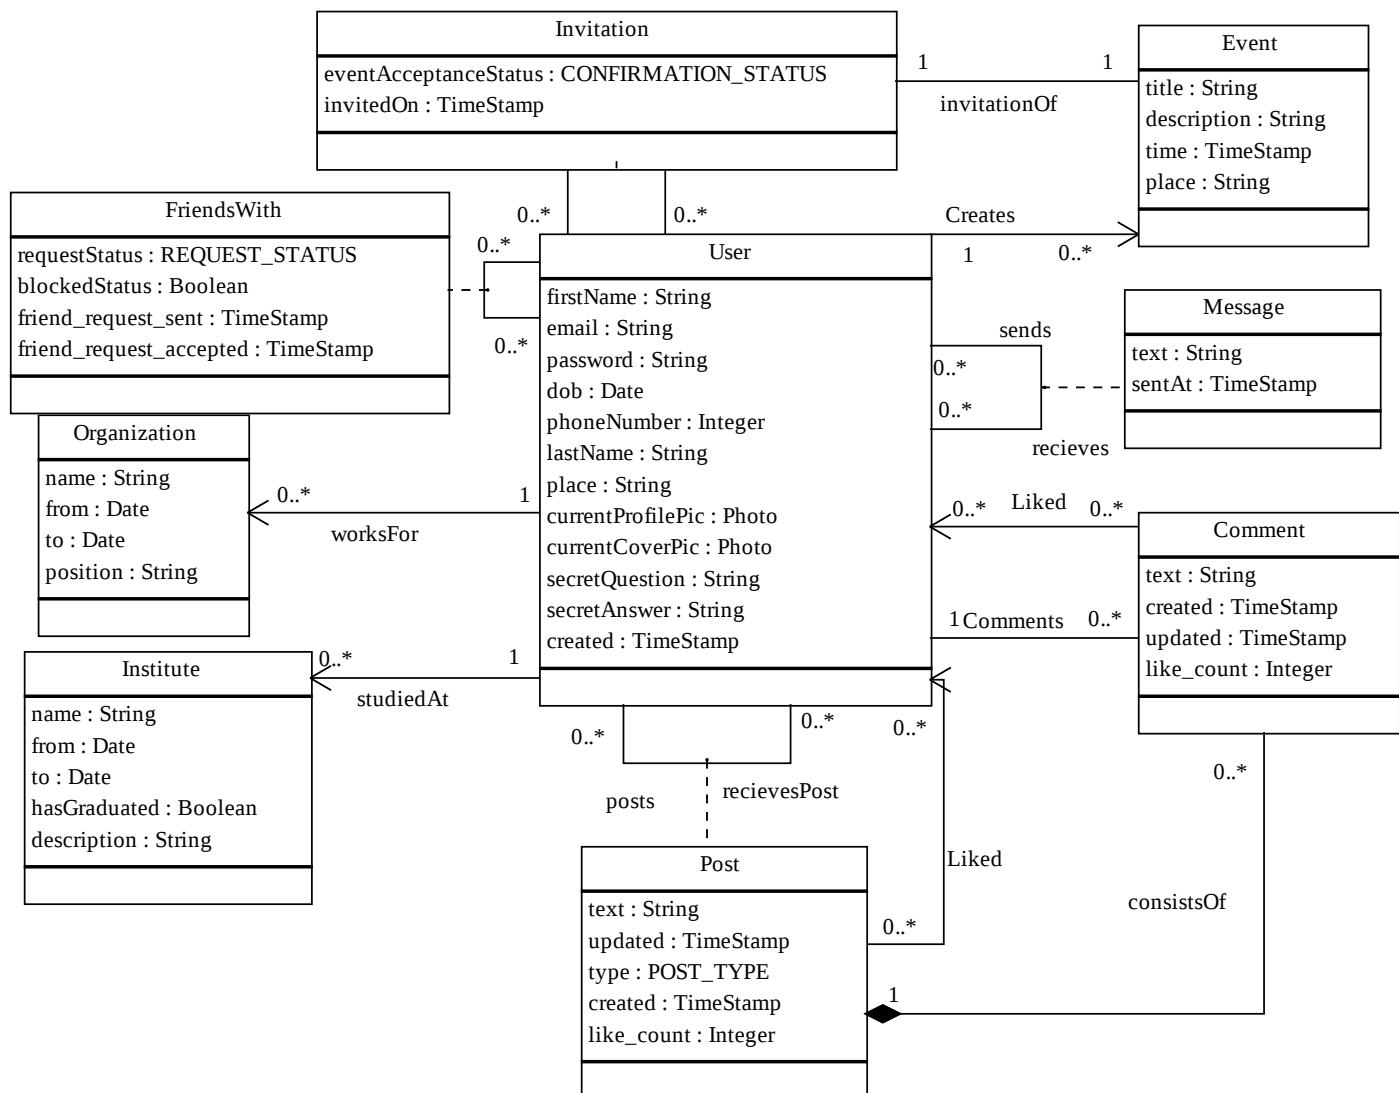 Invitation
eventAcceptanceStatus : CONFIRMATION_STATUS
invitedOn : TimeStamp
1
1
invitationOf
Event
title : String
description : String
time : TimeStamp
place : String
0..*
0..*
FriendsWith
requestStatus : REQUEST_STATUS
blockedStatus : Boolean
friend_request_sent : TimeStamp
friend_request_accepted : TimeStamp
0..*
0..*
Creates
1
0..*
User
firstName : String
email : String
password : String
dob : Date
phoneNumber : Integer
lastName : String
place : String
currentProfilePic : Photo
currentCoverPic : Photo
secretQuestion : String
secretAnswer : String
created : TimeStamp
sends
0..*
0..*
recieves
Message
text : String
sentAt : TimeStamp
Organization
name : String
from : Date
to : Date
position : String
0..*
1
worksFor
0..*
Liked
0..*
Comment
text : String
created : TimeStamp
updated : TimeStamp
like_count : Integer
1
Comments
0..*
Institute
name : String
from : Date
to : Date
hasGraduated : Boolean
description : String
0..*
1
studiedAt
0..*
0..*
0..*
posts
recievesPost
0..*
Liked
consistsOf
Post
text : String
updated : TimeStamp
type : POST_TYPE
created : TimeStamp
like_count : Integer
0..*
1